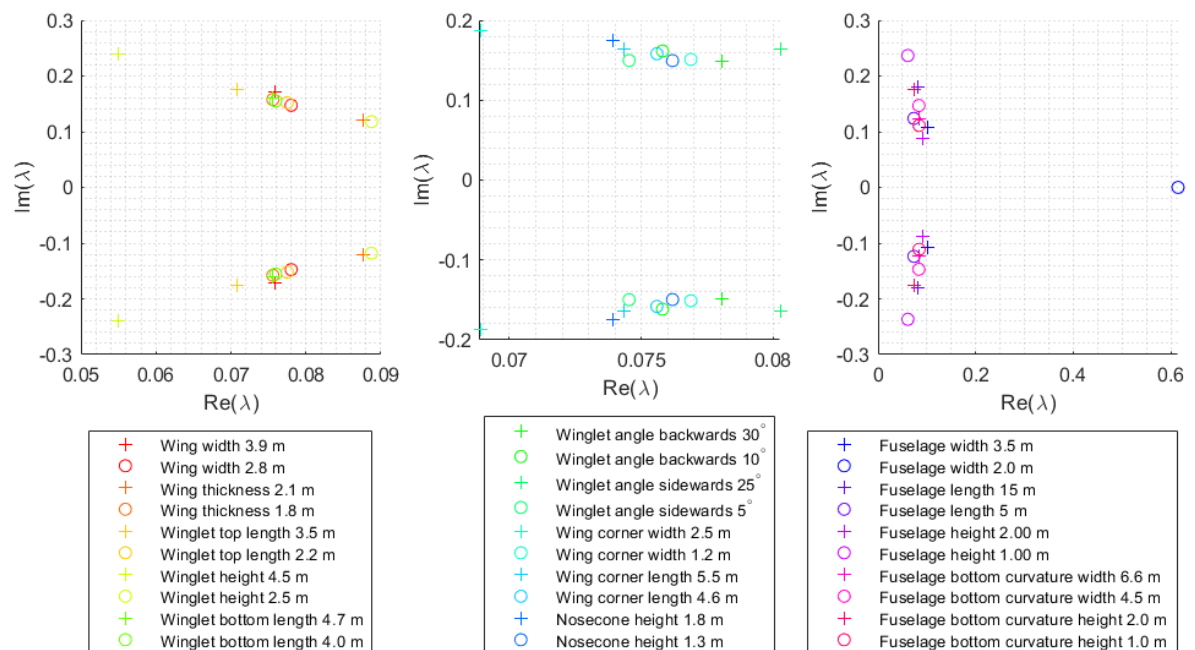 0.3
0.2
0.1
0
-0.1
-0.2
-0.3
Im(λ)
0.05
0.06
0.07
0.08
0.09
Re(λ)
0.2
0.1
0
-0.1
-0.2
Im(λ)
0.07
0.075
0.08
Re(λ)
0.3
0.2
0.1
0
-0.1
-0.2
-0.3
Im(λ)
0
0.2
0.4
0.6
Re(λ)
Wing width 3.9 m
Wing width 2.8 m
Wing thickness 2.1 m
Wing thickness 1.8 m
Winglet top length 3.5 m
Winglet top length 2.2 m
Winglet height 4.5 m
Winglet height 2.5 m
Winglet bottom length 4.7 m
Winglet bottom length 4.0 m
Winglet angle backwards 30°
Winglet angle backwards 10°
Winglet angle sidewards 25°
Winglet angle sidewards 5°
Wing corner width 2.5 m
Wing corner width 1.2 m
Wing corner length 5.5 m
Wing corner length 4.6 m
Nosecone height 1.8 m
Nosecone height 1.3 m
Fuselage width 3.5 m
Fuselage width 2.0 m
Fuselage length 15 m
Fuselage length 5 m
Fuselage height 2.00 m
Fuselage height 1.00 m
Fuselage bottom curvature width 6.6 m
Fuselage bottom curvature width 4.5 m
Fuselage bottom curvature height 2.0 m
Fuselage bottom curvature height 1.0 m